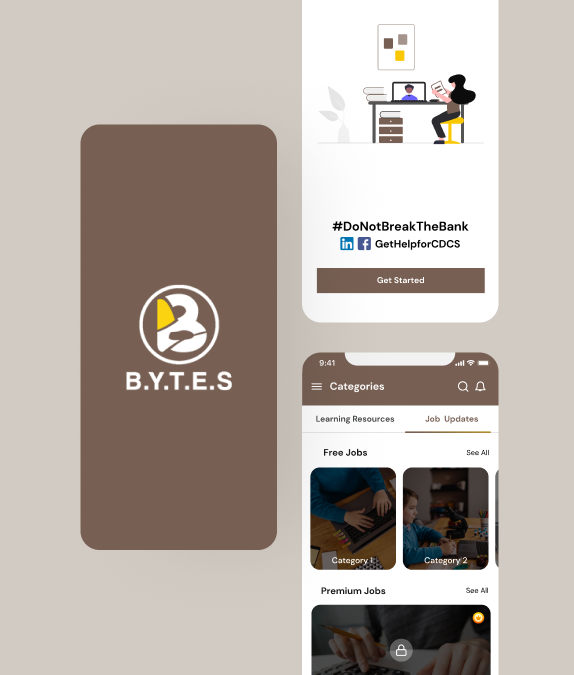 B.Y.T.E.S
#DoNotBreakTheBank
in f GetHelpforCDCS
Get Started
9:41
Categories
Learning Resources Job Updates
Free Jobs See All
Category 1 Category 2
Premium Jobs See All